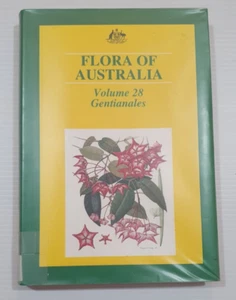 FLORA OF
AUSTRALIA
Volume 28
Gentianales